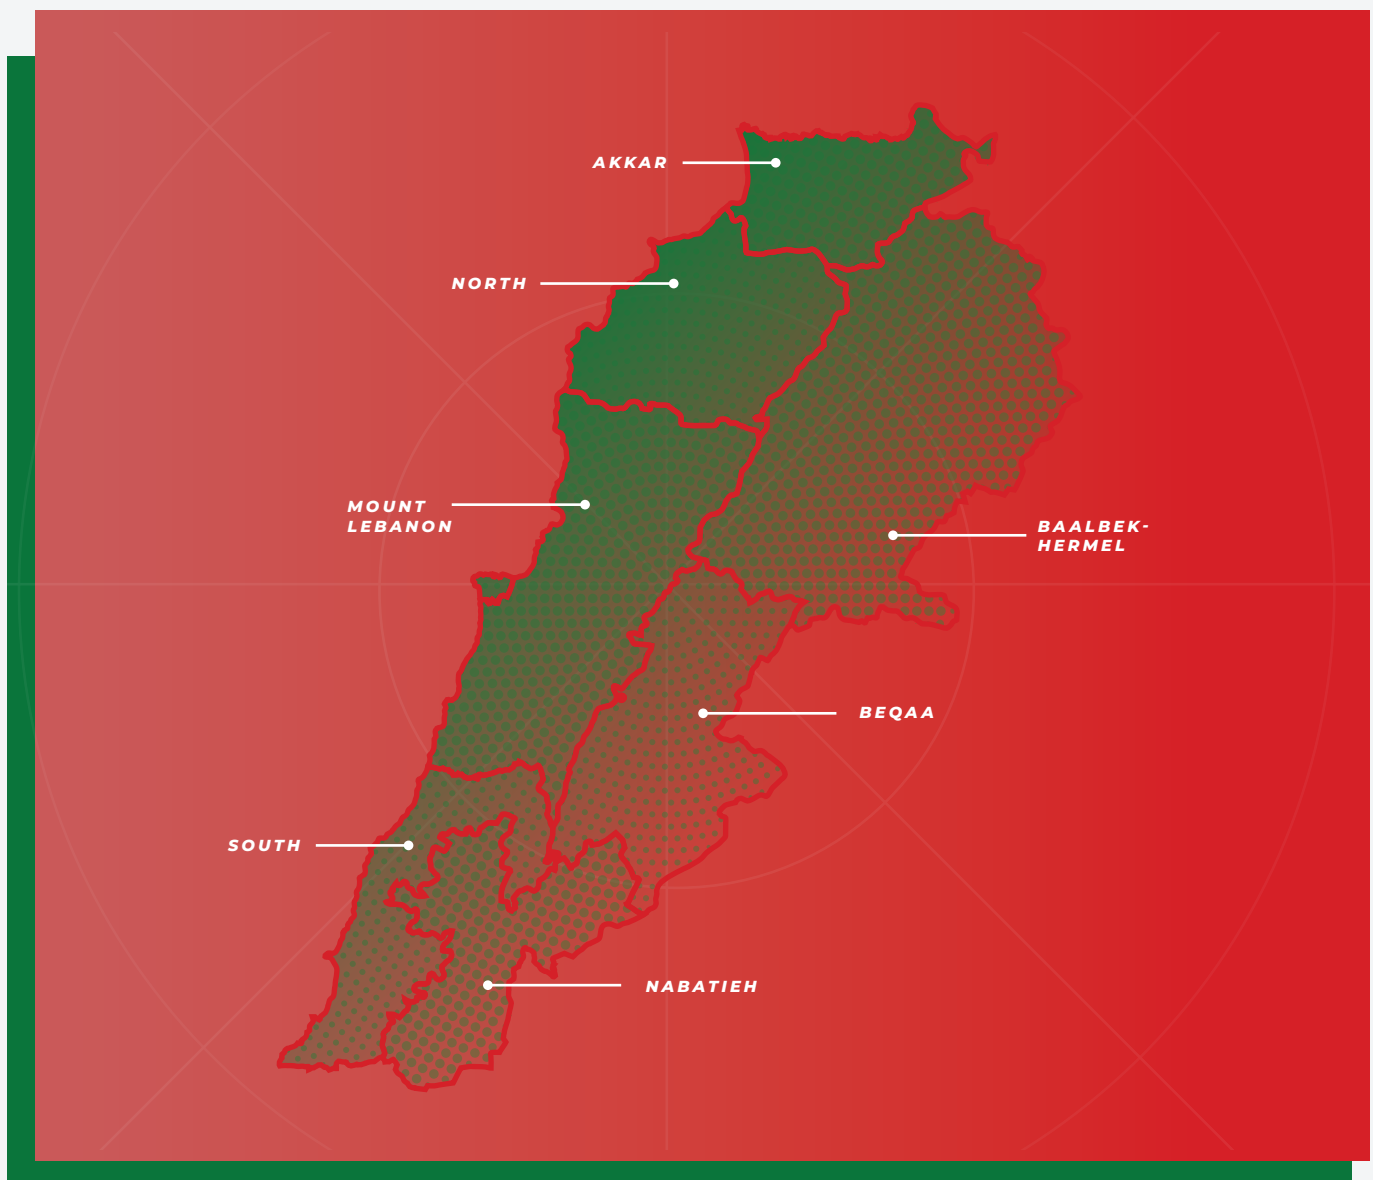 AKKAR
NORTH
MOUNT
LEBANON
BAALBEK-
HERMEL
BEQAA
SOUTH
NABATIEH